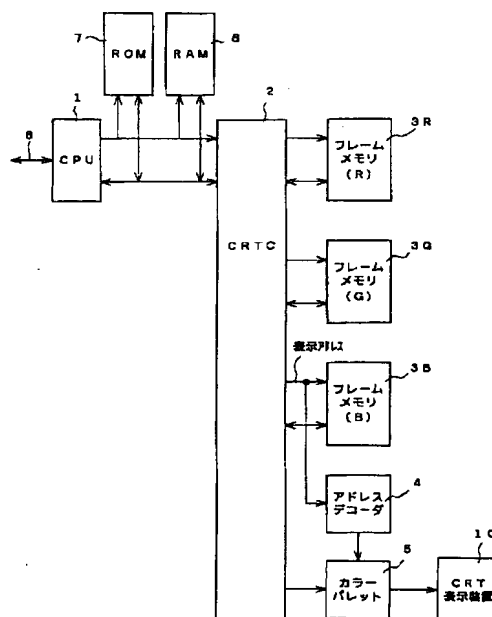 7
ROM
RAM
8
1
CPU
6
2
CRTC
3R
フレーム
メモリ
(R)
3G
フレーム
メモリ
(G)
表示アドレス
3B
フレーム
メモリ
(B)
4
アドレス
デコーダ
5
カラー
パレット
10
CRT
表示装置